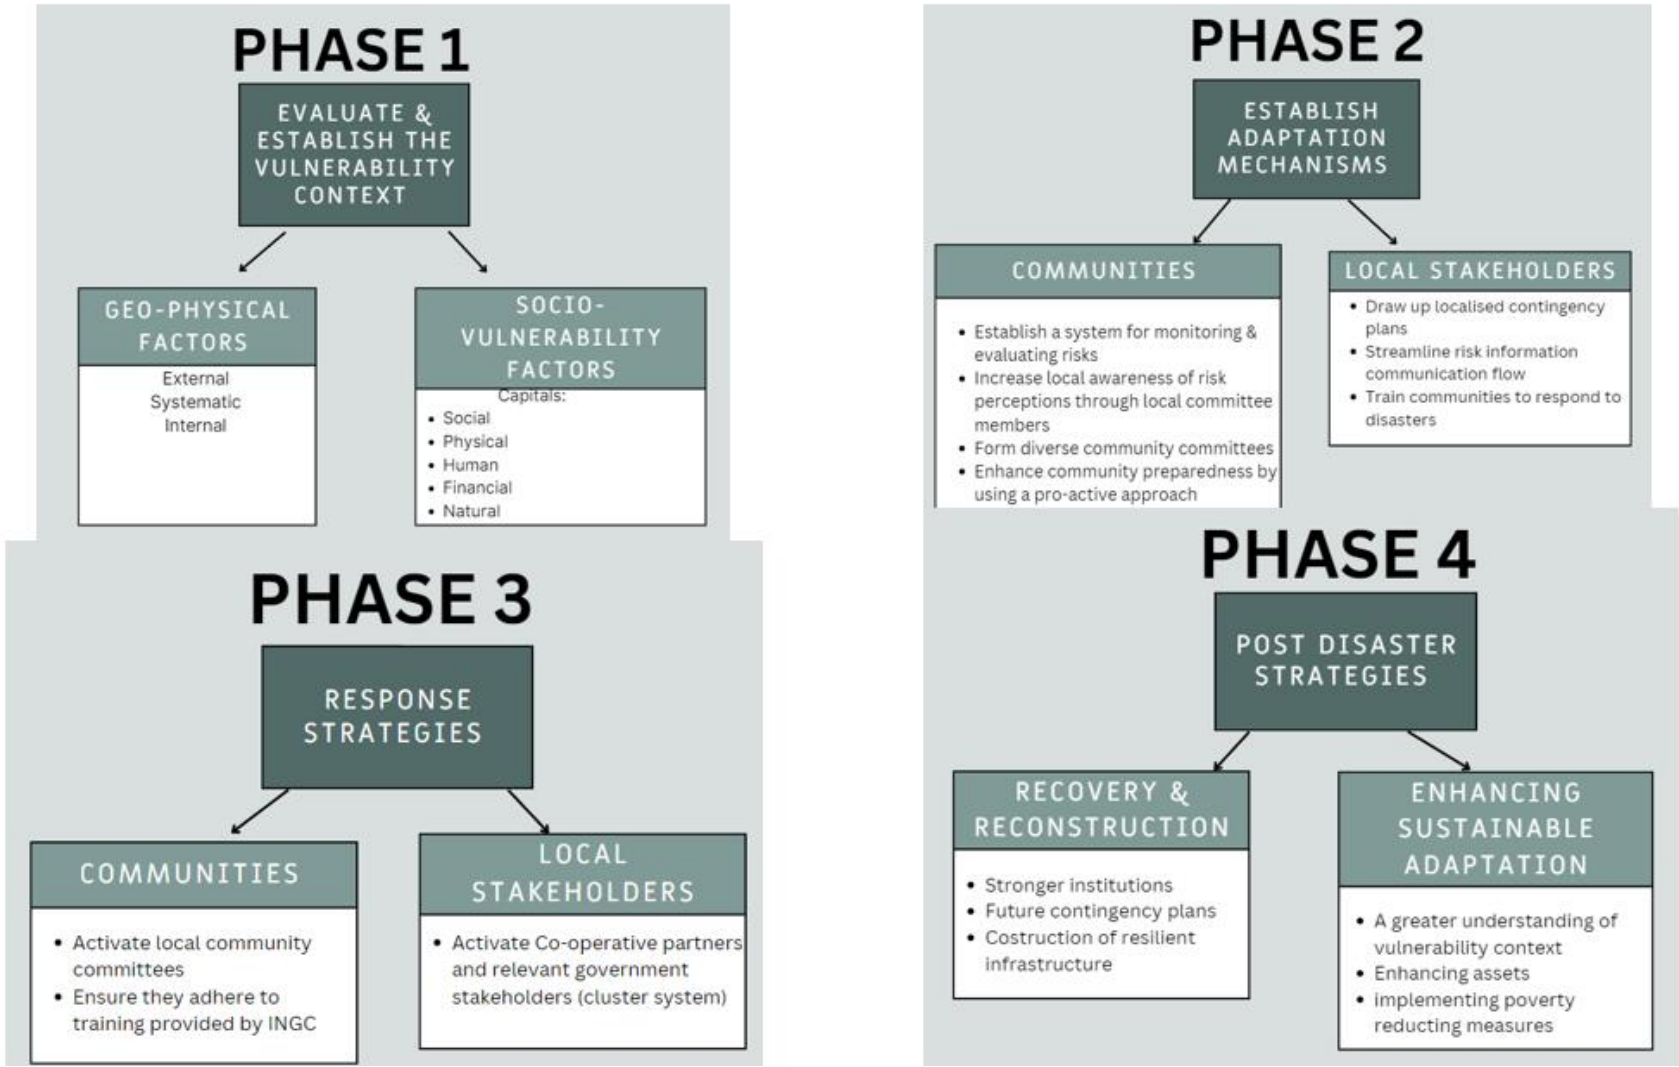 PHASE 1
EVALUATE &
ESTABLISH THE
VULNERABILITY
CONTEXT
GEO-PHYSICAL
FACTORS
External
Systematic
Internal
SOCIO-
VULNERABILITY
FACTORS
Capitals:
• Social
• Physical
• Human
• Financial
• Natural
PHASE 2
ESTABLISH
ADAPTATION
MECHANISMS
COMMUNITIES
• Establish a system for monitoring &
evaluating risks
• Increase local awareness of risk
perceptions through local committee
members
• Form diverse community committees
• Enhance community preparedness by
using a pro-active approach
LOCAL STAKEHOLDERS
• Draw up localised contingency
plans
• Streamline risk information
communication flow
• Train communities to respond to
disasters
PHASE 3
RESPONSE
STRATEGIES
COMMUNITIES
• Activate local community
committees
• Ensure they adhere to
training provided by INGC
LOCAL
STAKEHOLDERS
• Activate Co-operative partners
and relevant government
stakeholders (cluster system)
PHASE 4
POST DISASTER
STRATEGIES
RECOVERY &
RECONSTRUCTION
• Stronger institutions
• Future contingency plans
• Costruction of resilient
infrastructure
ENHANCING
SUSTAINABLE
ADAPTATION
• A greater understanding of
vulnerability context
• Enhancing assets
• implementing poverty
reducting measures